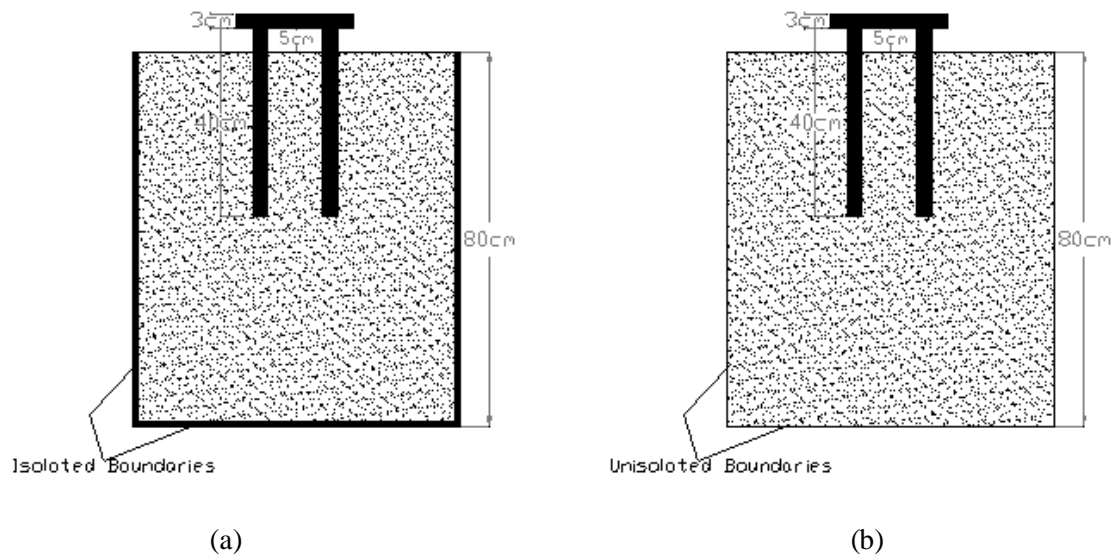 3cm
5cm
40cm
80cm
Isoloted Boundaries
(a)
3cm
5cm
40cm
80cm
Unisoloted Boundaries
(b)